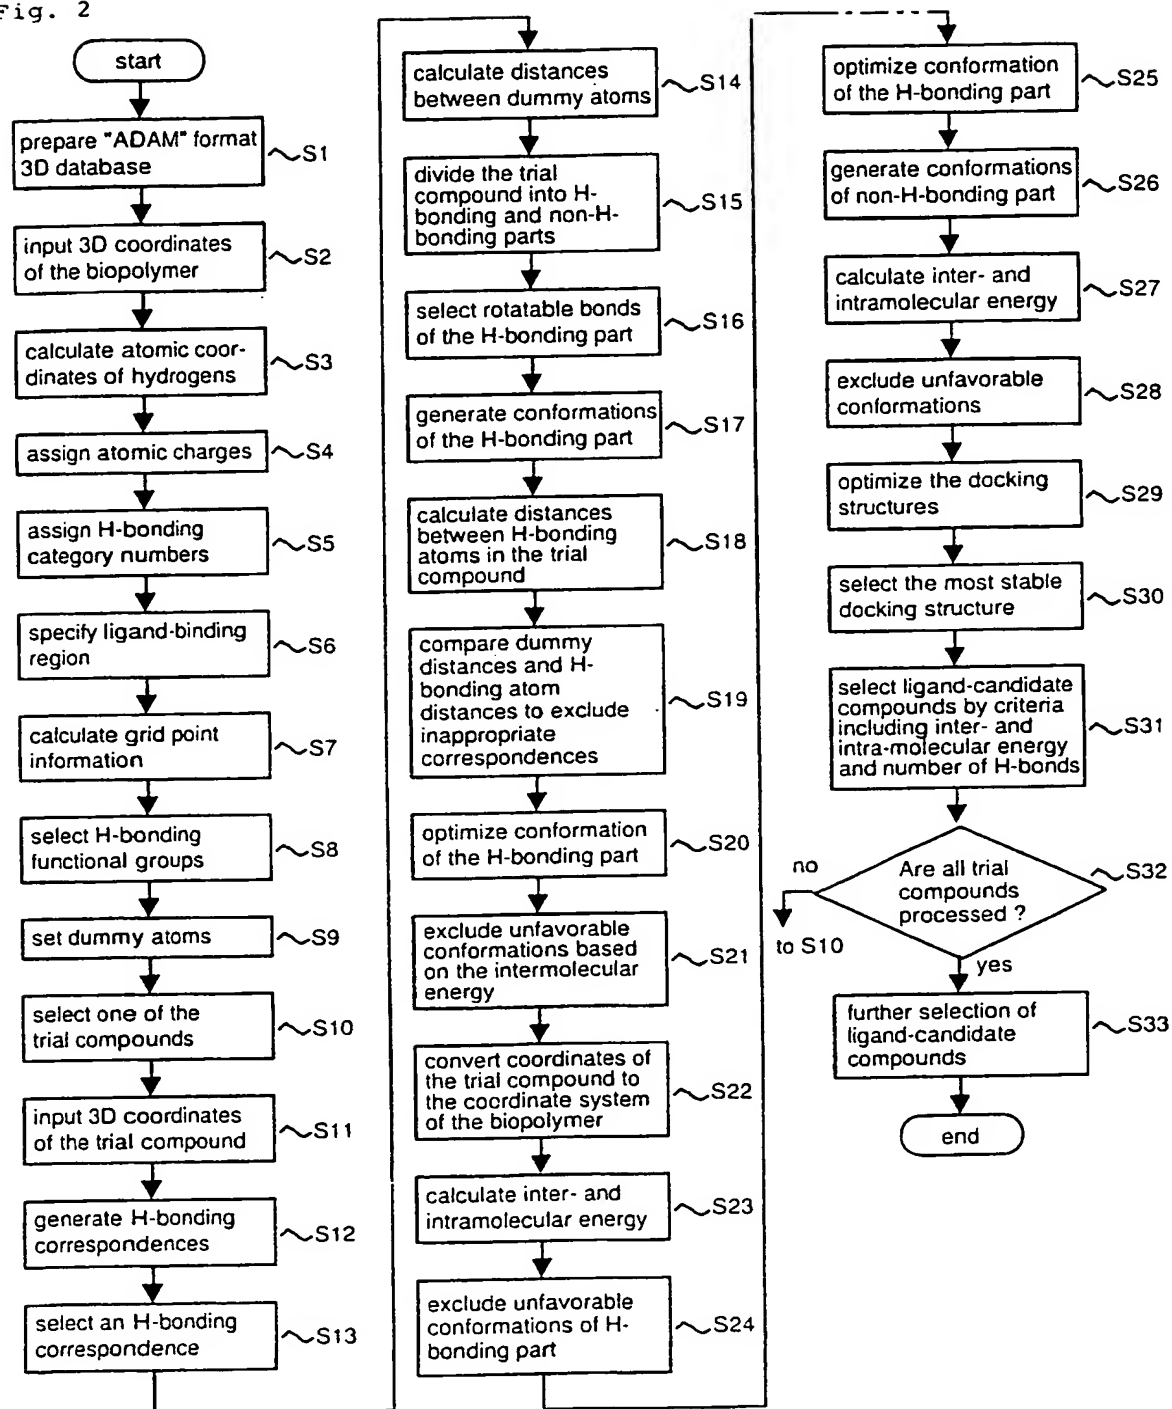 Fig. 2
start
prepare "ADAM" format
3D database
S1
input 3D coordinates
of the biopolymer
S2
calculate atomic coor-
dinates of hydrogens
S3
assign atomic charges
S4
assign H-bonding
category numbers
S5
specify ligand-binding
region
S6
calculate grid point
information
S7
select H-bonding
functional groups
S8
set dummy atoms
S9
select one of the
trial compounds
S10
input 3D coordinates
of the trial compound
S11
generate H-bonding
correspondences
S12
select an H-bonding
correspondence
S13
calculate distances
between dummy atoms
S14
divide the trial
compound into H-
bonding and non-H-
bonding parts
S15
select rotatable bonds
of the H-bonding part
S16
generate conformations
of the H-bonding part
S17
calculate distances
between H-bonding
atoms in the trial
compound
S18
compare dummy
distances and H-
bonding atom
distances to exclude
inappropriate
correspondences
S19
optimize conformation
of the H-bonding part
S20
exclude unfavorable
conformations based
on the intermolecular
energy
S21
convert coordinates of
the trial compound to
the coordinate system
of the biopolymer
S22
calculate inter- and
intramolecular energy
S23
exclude unfavorable
conformations of H-
bonding part
S24
optimize conformation
of the H-bonding part
S25
generate conformations
of non-H-bonding part
S26
calculate inter- and
intramolecular energy
S27
exclude unfavorable
conformations
S28
optimize the docking
structures
S29
select the most stable
docking structure
S30
select ligand-candidate
compounds by criteria
including inter- and
intra-molecular energy
and number of H-bonds
S31
Are all trial
compounds
processed ?
S32
no
to S10
yes
further selection of
ligand-candidate
compounds
S33
end